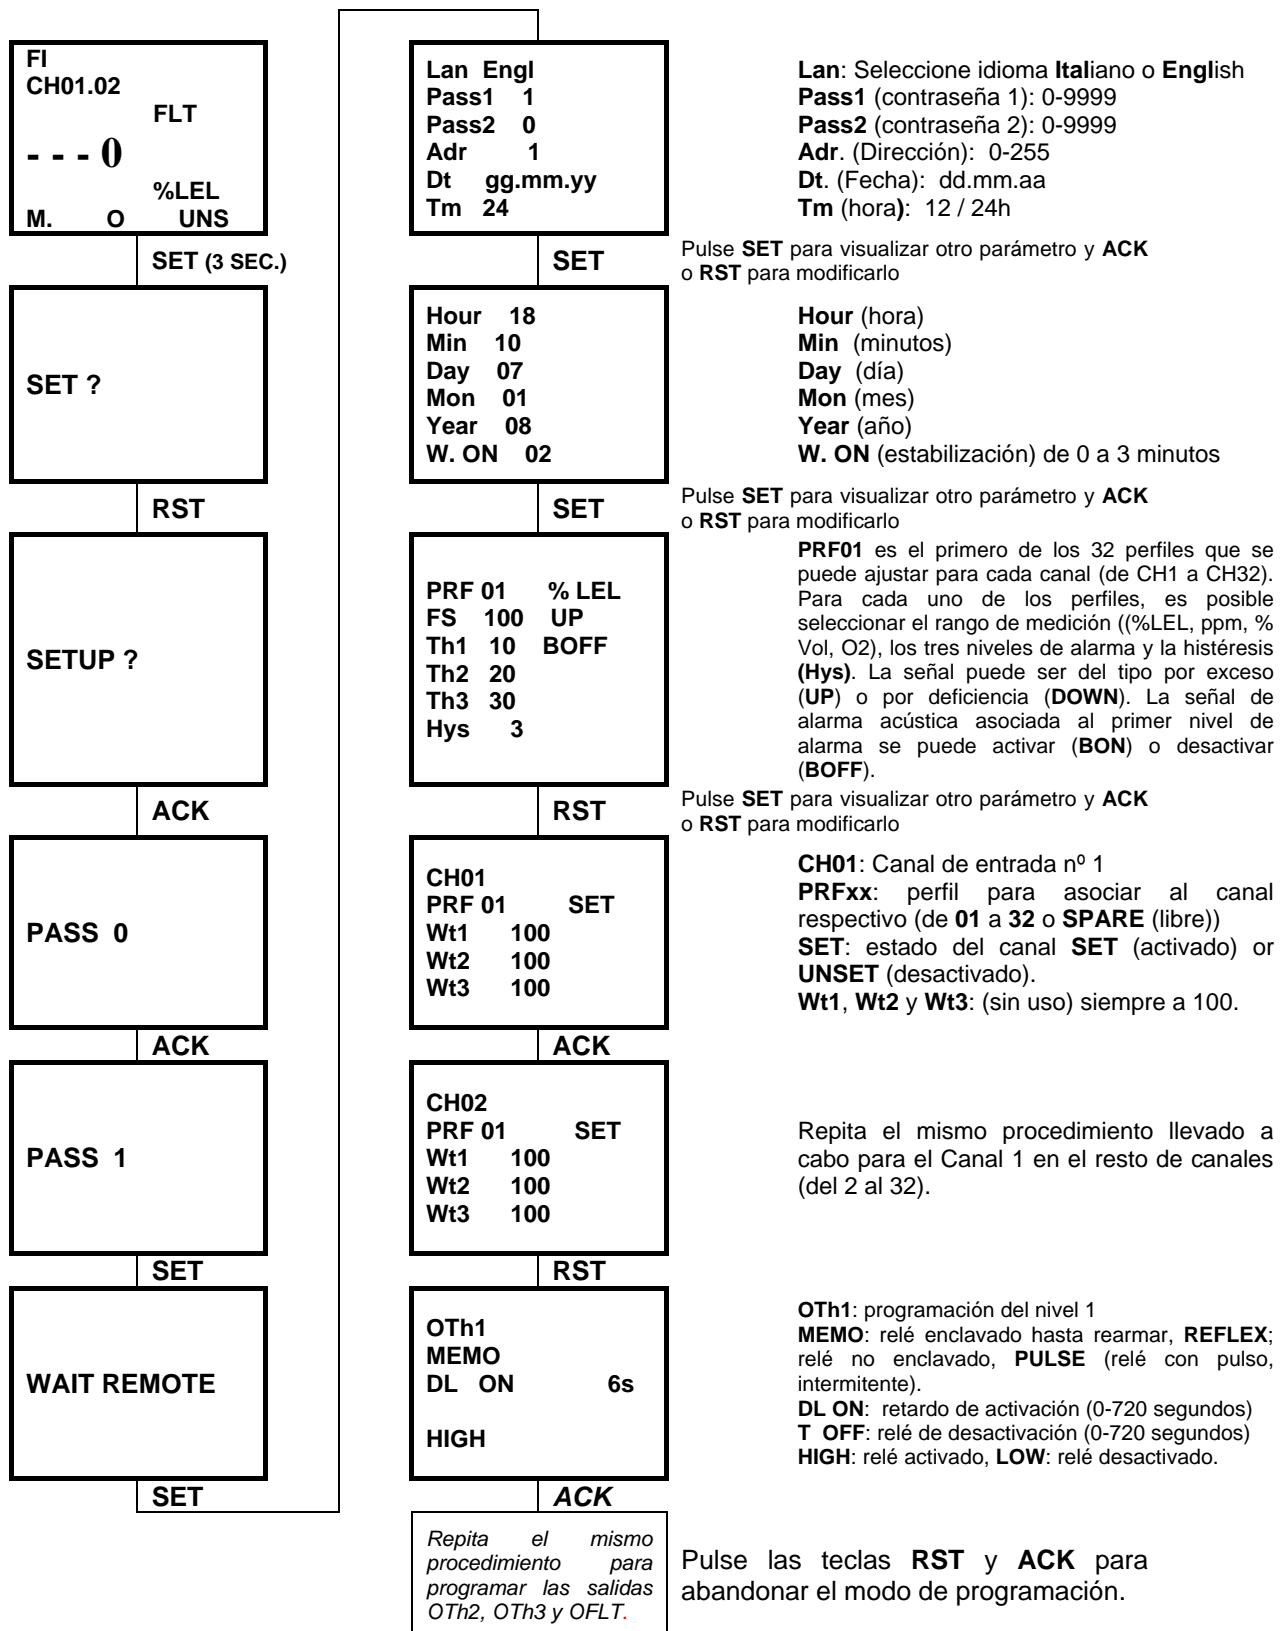 FI
CH01.02
FLT
- - - 0
%LEL
M. O UNS
SET (3 SEC.)
SET ?
RST
SETUP ?
ACK
PASS 0
ACK
PASS 1
SET
WAIT REMOTE
SET
Lan Engl
Pass1 1
Pass2 0
Adr 1
Dt gg.mm.yy
Tm 24
Lan: Seleccione idioma Italiano o English
Pass1 (contraseña 1): 0-9999
Pass2 (contraseña 2): 0-9999
Adr. (Dirección): 0-255
Dt. (Fecha): dd.mm.aa
Tm (hora): 12 / 24h
SET
Pulse SET para visualizar otro parámetro y ACK
o RST para modificarlo
Hour 18
Min 10
Day 07
Mon 01
Year 08
W. ON 02
Hour (hora)
Min (minutos)
Day (día)
Mon (mes)
Year (año)
W. ON (estabilización) de 0 a 3 minutos
SET
Pulse SET para visualizar otro parámetro y ACK
o RST para modificarlo
PRF 01 % LEL
FS 100 UP
Th1 10 BOFF
Th2 20
Th3 30
Hys 3
PRF01 es el primero de los 32 perfiles que se
puede ajustar para cada canal (de CH1 a CH32).
Para cada uno de los perfiles, es posible
seleccionar el rango de medición ((%LEL, ppm, %
Vol, O2), los tres niveles de alarma y la histéresis
(Hys). La señal puede ser del tipo por exceso
(UP) o por deficiencia (DOWN). La señal de
alarma acústica asociada al primer nivel de
alarma se puede activar (BON) o desactivar
(BOFF).
RST
Pulse SET para visualizar otro parámetro y ACK
o RST para modificarlo
CH01
PRF 01 SET
Wt1 100
Wt2 100
Wt3 100
CH01: Canal de entrada nº 1
PRFxx: perfil para asociar al canal
respectivo (de 01 a 32 o SPARE (libre))
SET: estado del canal SET (activado) or
UNSET (desactivado).
Wt1, Wt2 y Wt3: (sin uso) siempre a 100.
ACK
CH02
PRF 01 SET
Wt1 100
Wt2 100
Wt3 100
Repita el mismo procedimiento llevado a
cabo para el Canal 1 en el resto de canales
(del 2 al 32).
RST
OTh1
MEMO
DL ON 6s
HIGH
OTh1: programación del nivel 1
MEMO: relé enclavado hasta rearmar, REFLEX;
relé no enclavado, PULSE (relé con pulso,
intermitente).
DL ON: retardo de activación (0-720 segundos)
T OFF: relé de desactivación (0-720 segundos)
HIGH: relé activado, LOW: relé desactivado.
ACK
Repita el mismo
procedimiento para
programar las salidas
OTh2, OTh3 y OFLT.
Pulse las teclas RST y ACK para
abandonar el modo de programación.